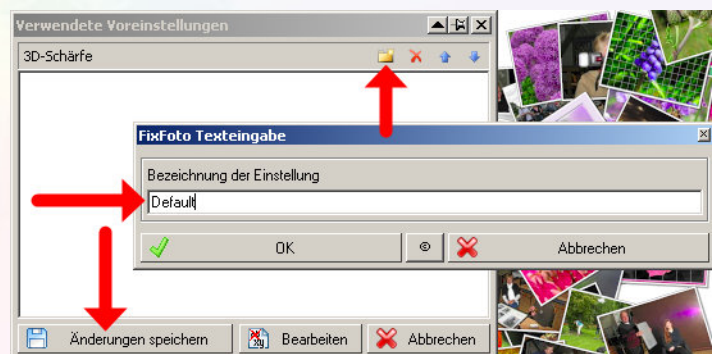 Verwendete Voreinstellungen
3D-Schärfe
FixFoto Texteingabe
Bezeichnung der Einstellung
Default
OK
©
Abbrechen
Änderungen speichern
Bearbeiten
Abbrechen